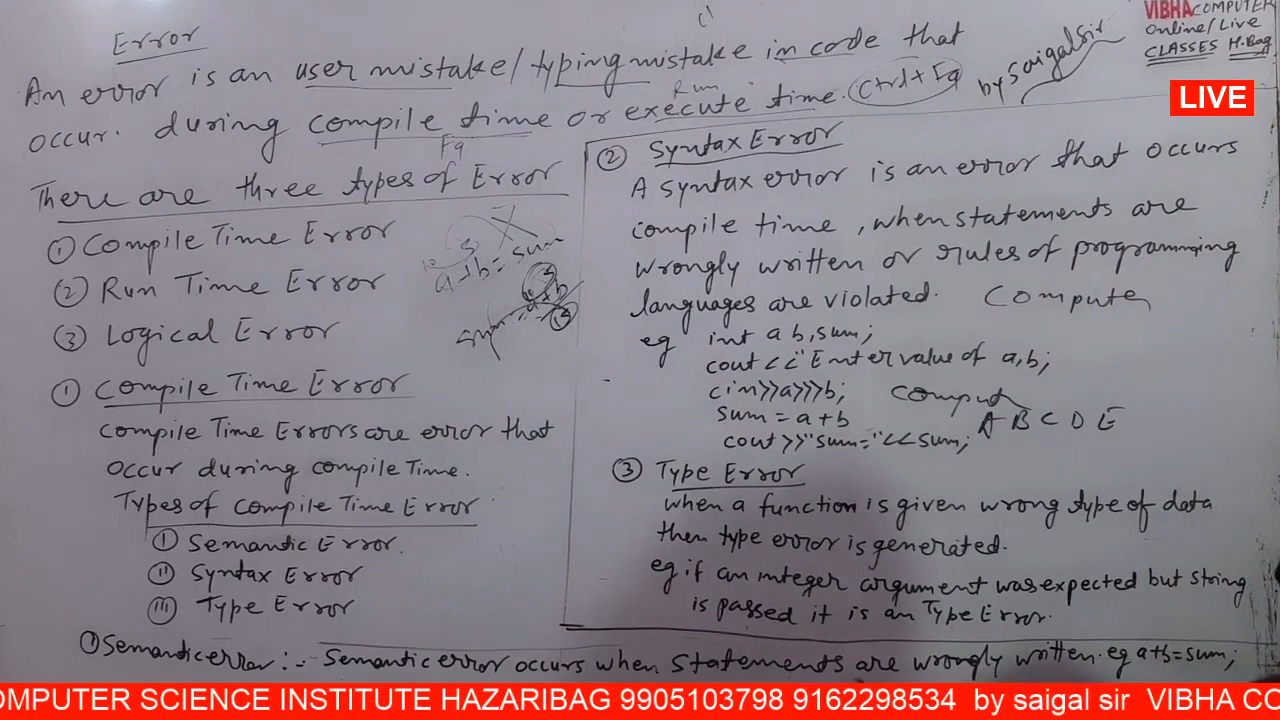 Error
An error is an user mistake/typing mistake in code that
occur. during compile time or execute time. Ctrl+F9
Run
F9
by saigal sir
VIBHA COMPUTER
Online/Live
CLASSES H.Bag
LIVE
There are three types of Error
① Compile Time Error
② Run Time Error
③ Logical Error
a+b=sum
① Compile Time Error
Compile Time Errors are error that
occur during compile Time.
Types of compile Time Error
① Semantic Error.
② Syntax Error
③ Type Error
② Syntax Error
A syntax error is an error that occurs
compile time, when statements are
wrongly written or rules of programming
languages are violated. Compute
eg int a b, sum;
cout<<"Enter value of a,b;
cin>>a>>>b;
sum=a+b
cout>>"sum="<<sum;
Comput
A B C D E
③ Type Error
when a function is given wrong type of data
then type error is generated.
eg if an integer argument was expected but string
is passed it is an Type Error.
① Semantic error:- Semantic error occurs when statements are wrongly written. eg a+b=sum;
OMPUTER SCIENCE INSTITUTE HAZARIBAG 9905103798 9162298534 by saigal sir VIBHA CO